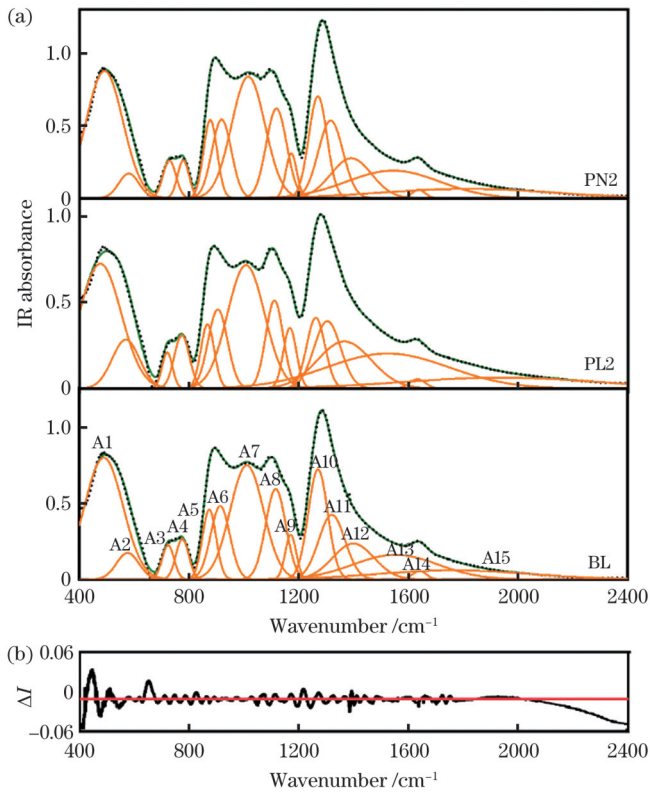 (a)
1.0
0.5
0
PN2
1.0
0.5
0
PL2
IR absorbance
1.0
0.5
0
A1
A2
A3
A4
A5
A6
A7
A8
A9
A10
A11
A12
A13
A14
A15
BL
400 800 1200 1600 2000 2400
Wavenumber /cm⁻¹
(b)
0.06
0
−0.06
ΔI
400 800 1200 1600 2000 2400
Wavenumber /cm⁻¹